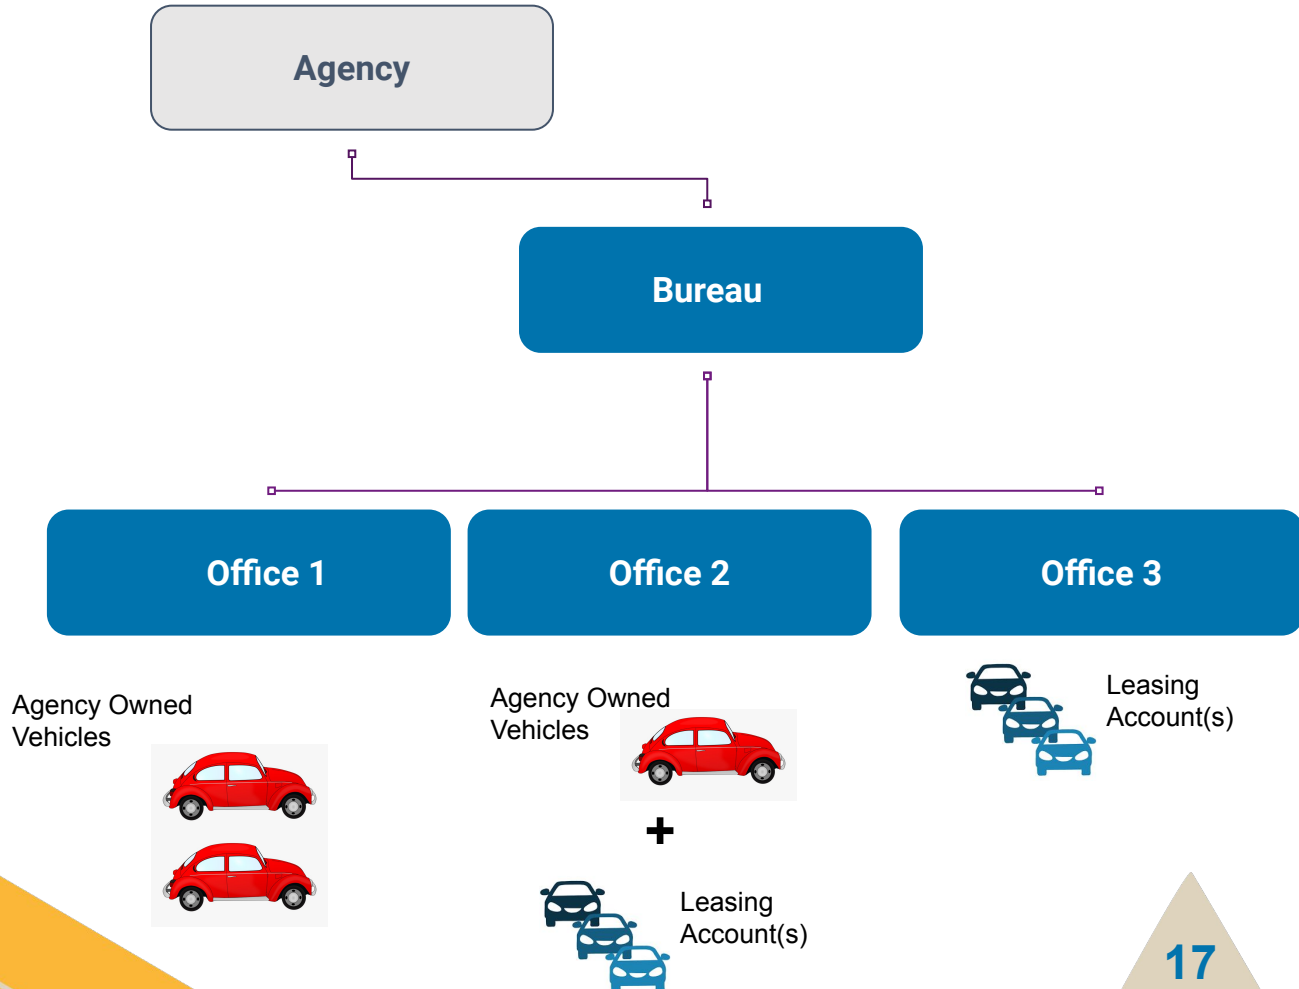 Agency
Bureau
Office 1
Office 2
Office 3
Agency Owned
Vehicles
Agency Owned
Vehicles
+
Leasing
Account(s)
Leasing
Account(s)
17